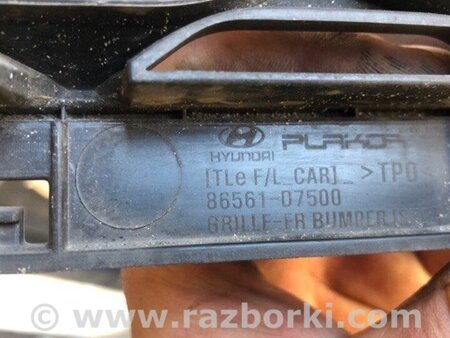 HYUNDAI PLAKOR
[TLe F/L_CAR]_ >TPO
86561-D7500
GRILLE-FR BUMPER
© www.razborki.com